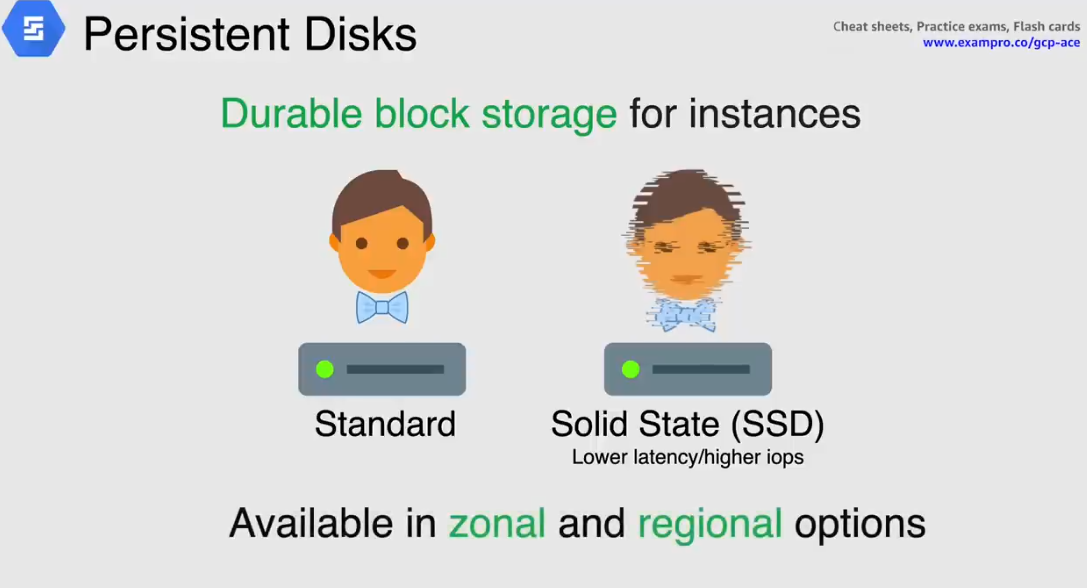 Persistent Disks
Cheat sheets, Practice exams, Flash cards
www.exampro.co/gcp-ace
Durable block storage for instances
Standard
Solid State (SSD)
Lower latency/higher iops
Available in zonal and regional options